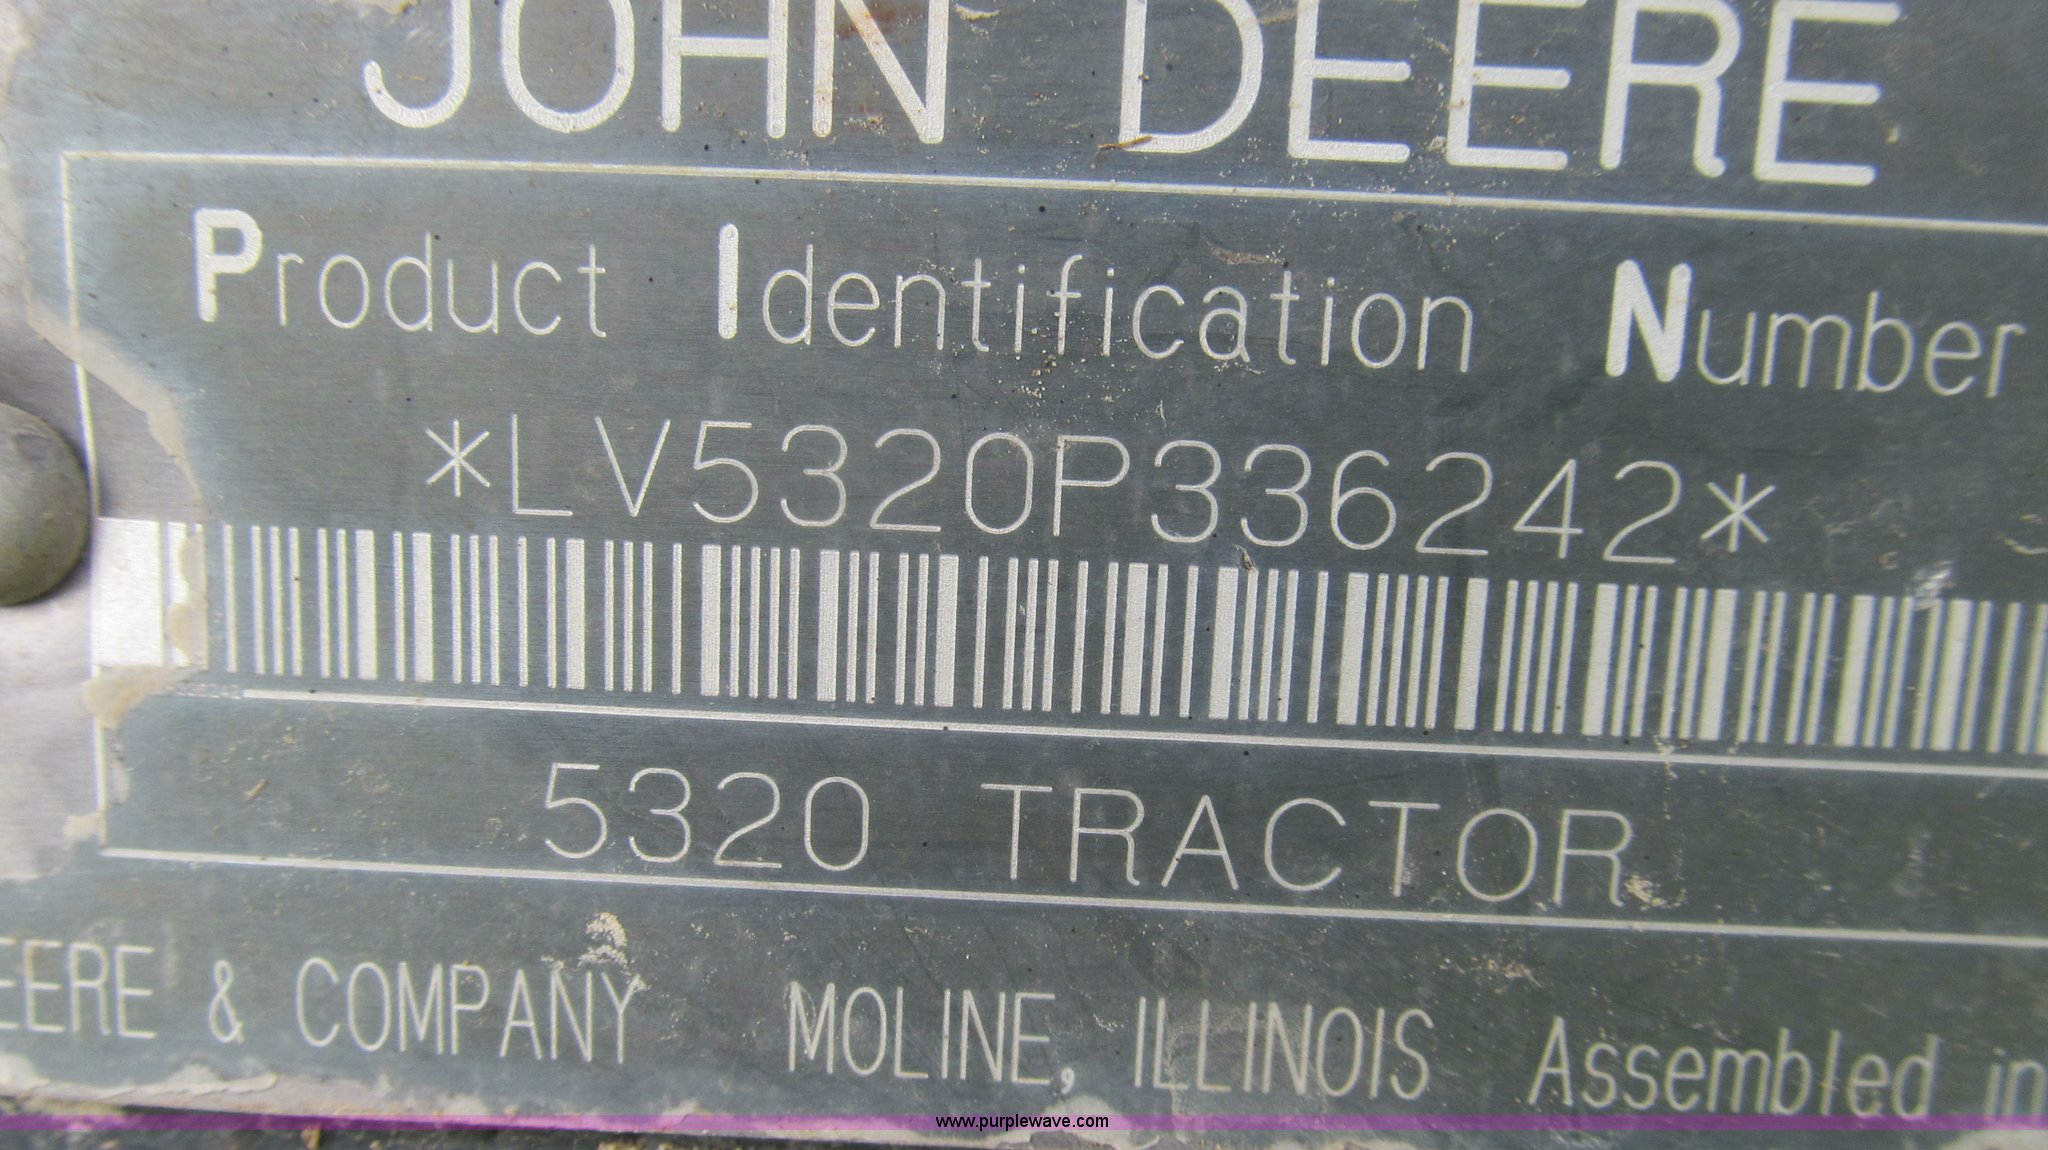 JOHN DEERE
Product Identification Number
*LV5320P336242*
5320 TRACTOR
EERE & COMPANY MOLINE, ILLINOIS Assembled in
www.purplewave.com